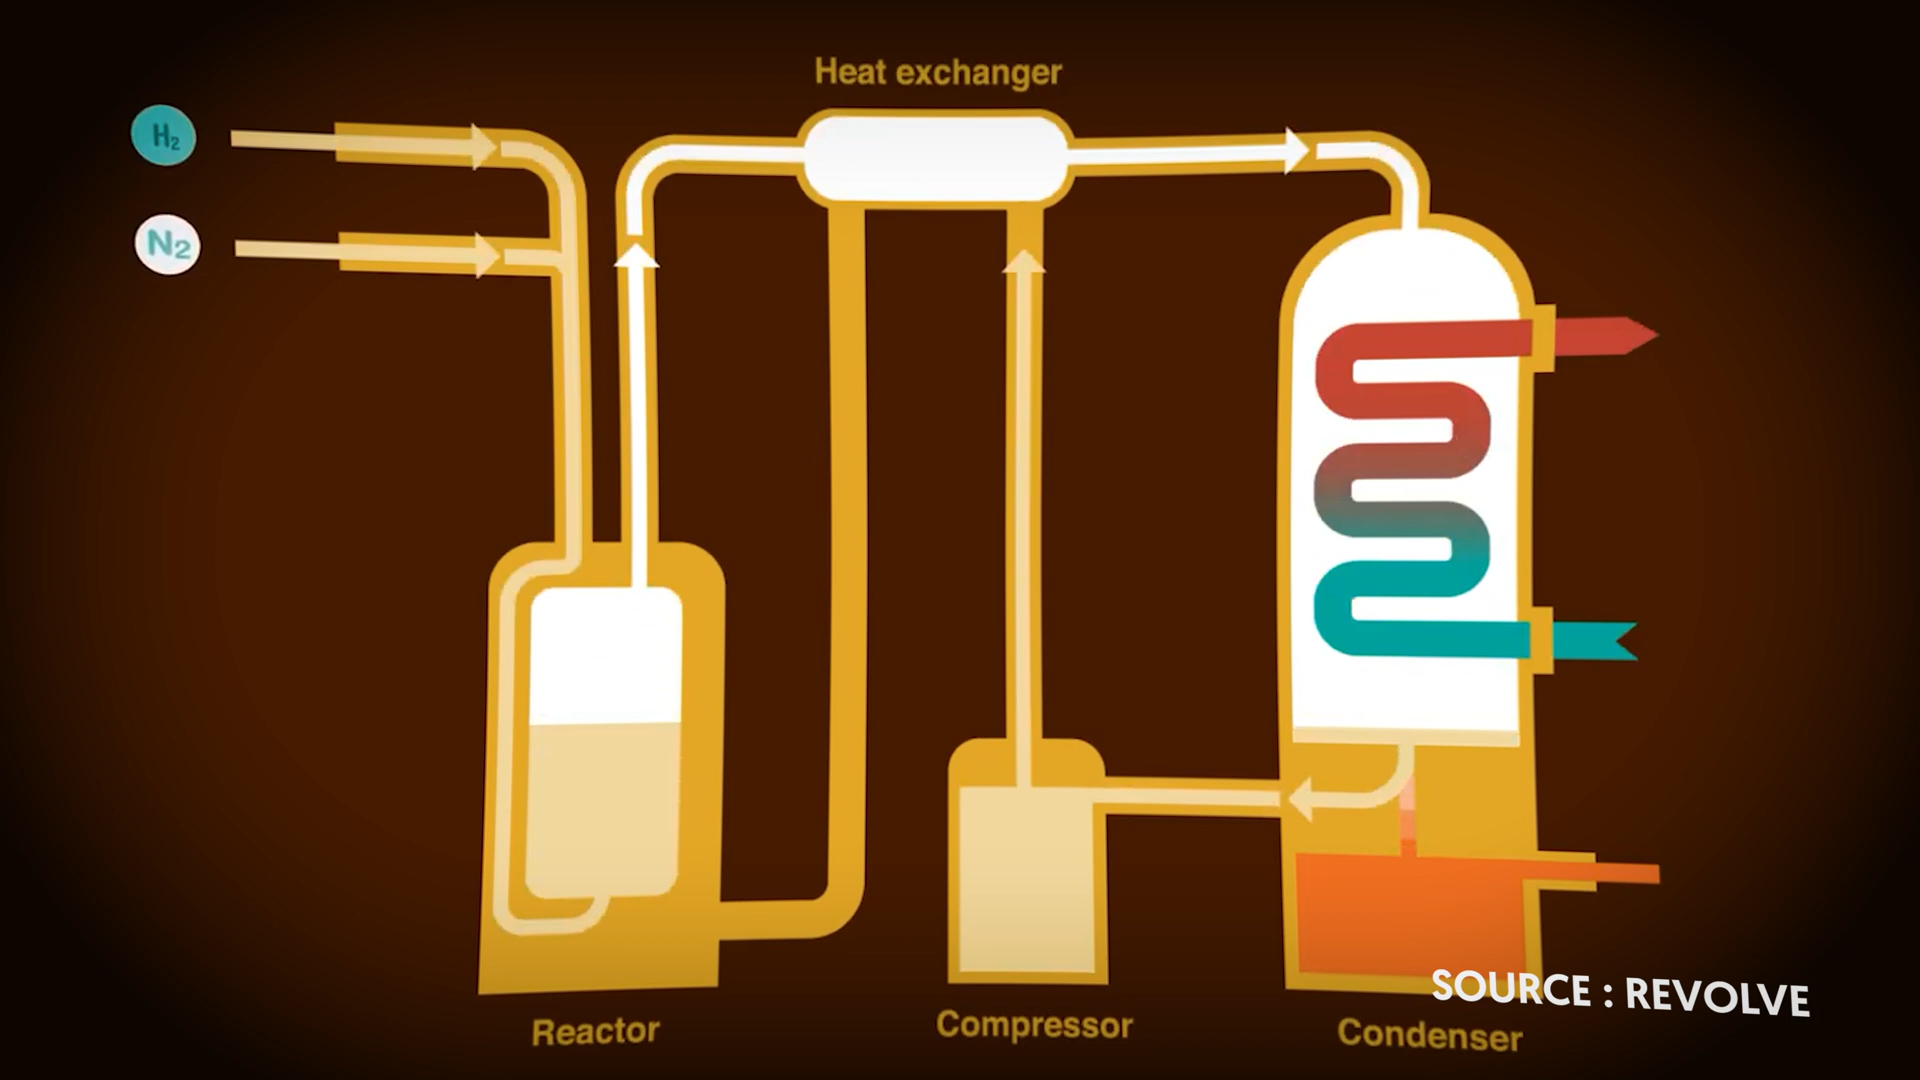 Heat exchanger
H₂
N₂
Reactor
Compressor
Condenser
SOURCE : REVOLVE